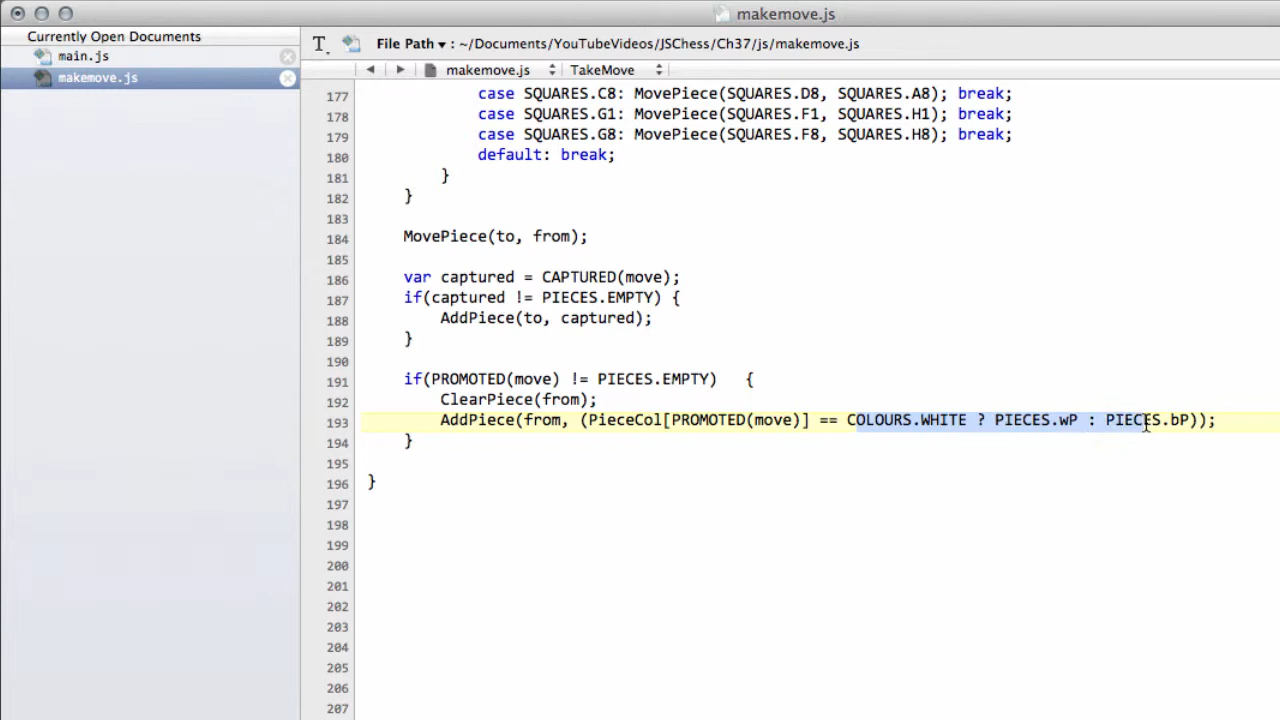 makemove.js
Currently Open Documents
main.js
makemove.js
T File Path ▾ : ~/Documents/YouTubeVideos/JSChess/Ch37/js/makemove.js
makemove.js TakeMove
177 case SQUARES.C8: MovePiece(SQUARES.D8, SQUARES.A8); break;
178 case SQUARES.G1: MovePiece(SQUARES.F1, SQUARES.H1); break;
179 case SQUARES.G8: MovePiece(SQUARES.F8, SQUARES.H8); break;
180 default: break;
181 }
182 }
183
184 MovePiece(to, from);
185
186 var captured = CAPTURED(move);
187 if(captured != PIECES.EMPTY) {
188 AddPiece(to, captured);
189 }
190
191 if(PROMOTED(move) != PIECES.EMPTY) {
192 ClearPiece(from);
193 AddPiece(from, (PieceCol[PROMOTED(move)] == COLOURS.WHITE ? PIECES.wP : PIECES.bP));
194 }
195
196 }
197
198
199
200
201
202
203
204
205
206
207